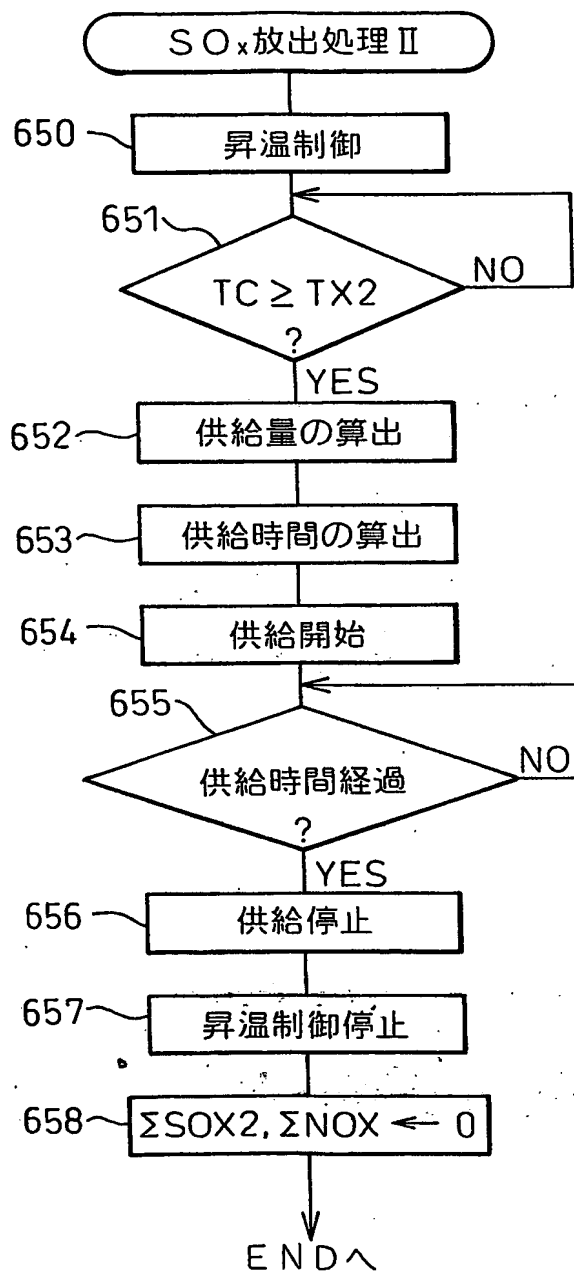 SOx放出処理Ⅱ
650
昇温制御
651
TC ≥ TX2
?
NO
YES
652
供給量の算出
653
供給時間の算出
654
供給開始
655
供給時間経過
?
NO
YES
656
供給停止
657
昇温制御停止
658
ΣSOX2, ΣNOX ← 0
ENDへ